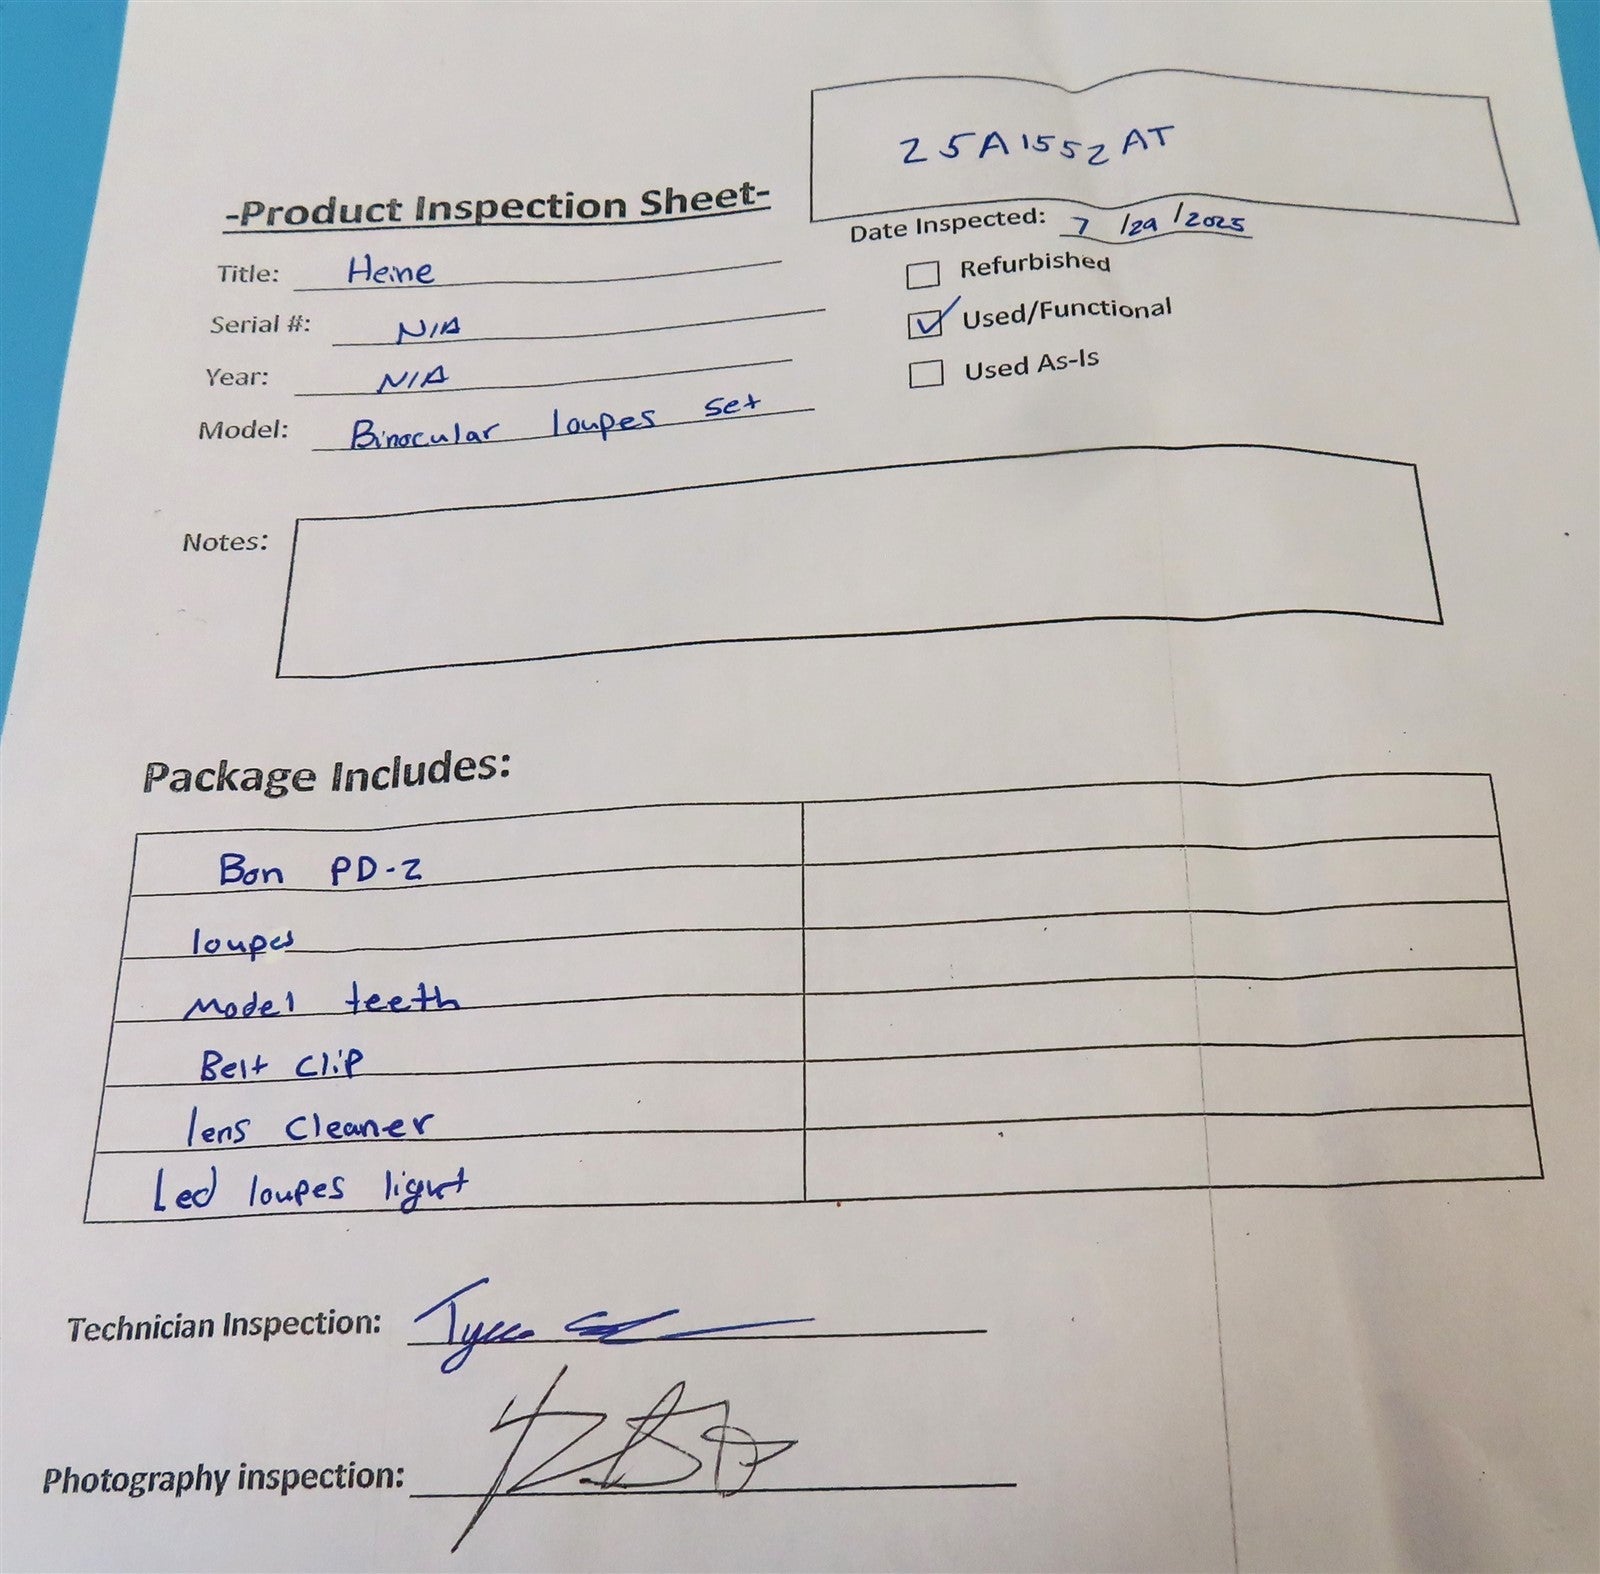 25A1552AT
-Product Inspection Sheet-
Date Inspected: 7/29/2025
Title: Heine
Refurbished
Serial #: N/A
Used/Functional
Year: N/A
Used As-Is
Model: Binocular loupes set
Notes:
Package Includes:
Bon PD-2
loupes
Model teeth
Belt Clip
lens cleaner
Led loupes light
Technician Inspection:
Photography inspection: